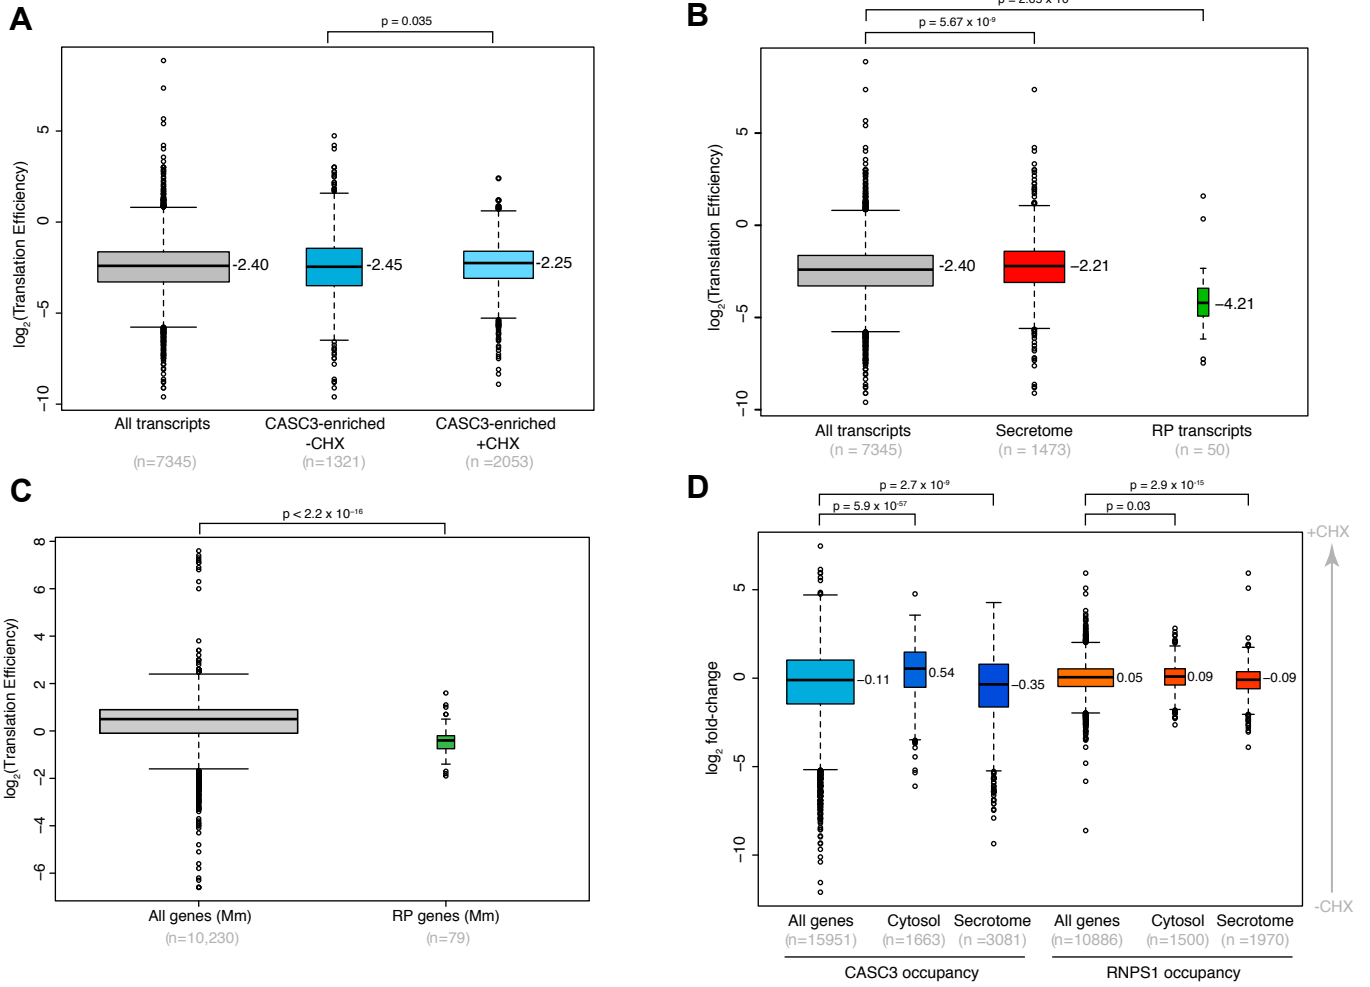 A
p = 0.035
log2(Translation Efficiency)
5
0
−5
−10
-2.40
-2.45
-2.25
All transcripts
(n=7345)
CASC3-enriched
-CHX
(n=1321)
CASC3-enriched
+CHX
(n =2053)
B
p = 5.67 x 10-9
log2(Translation Efficiency)
5
0
−5
−10
-2.40
−2.21
−4.21
All transcripts
(n = 7345)
Secretome
(n = 1473)
RP transcripts
(n = 50)
C
p < 2.2 x 10−16
log2(Translation Efficiency)
8
6
4
2
0
−2
−4
−6
All genes (Mm)
(n=10,230)
RP genes (Mm)
(n=79)
D
p = 2.7 x 10-9
p = 5.9 x 10-57
p = 2.9 x 10-15
p = 0.03
log2 fold-change
5
0
−5
−10
−0.11
0.54
−0.35
0.05
0.09
−0.09
+CHX
-CHX
All genes
(n=15951)
Cytosol
(n=1663)
Secrotome
(n =3081)
All genes
(n=10886)
Cytosol
(n=1500)
Secrotome
(n =1970)
CASC3 occupancy
RNPS1 occupancy